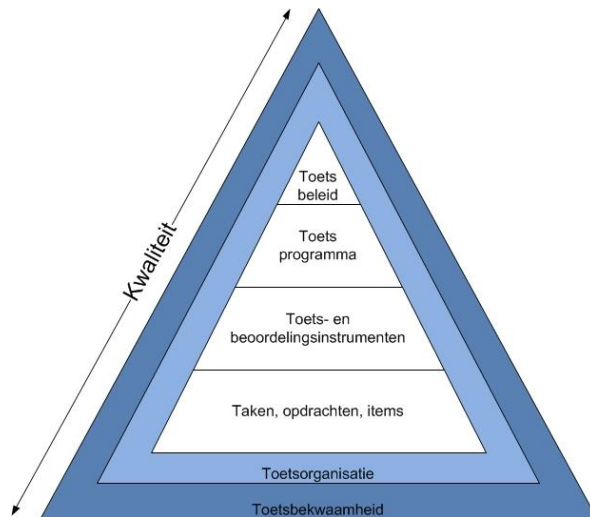 Kwaliteit
Toets
beleid
Toets
programma
Toets- en
beoordelingsinstrumenten
Taken, opdrachten, items
Toetsorganisatie
Toetsbekwaamheid